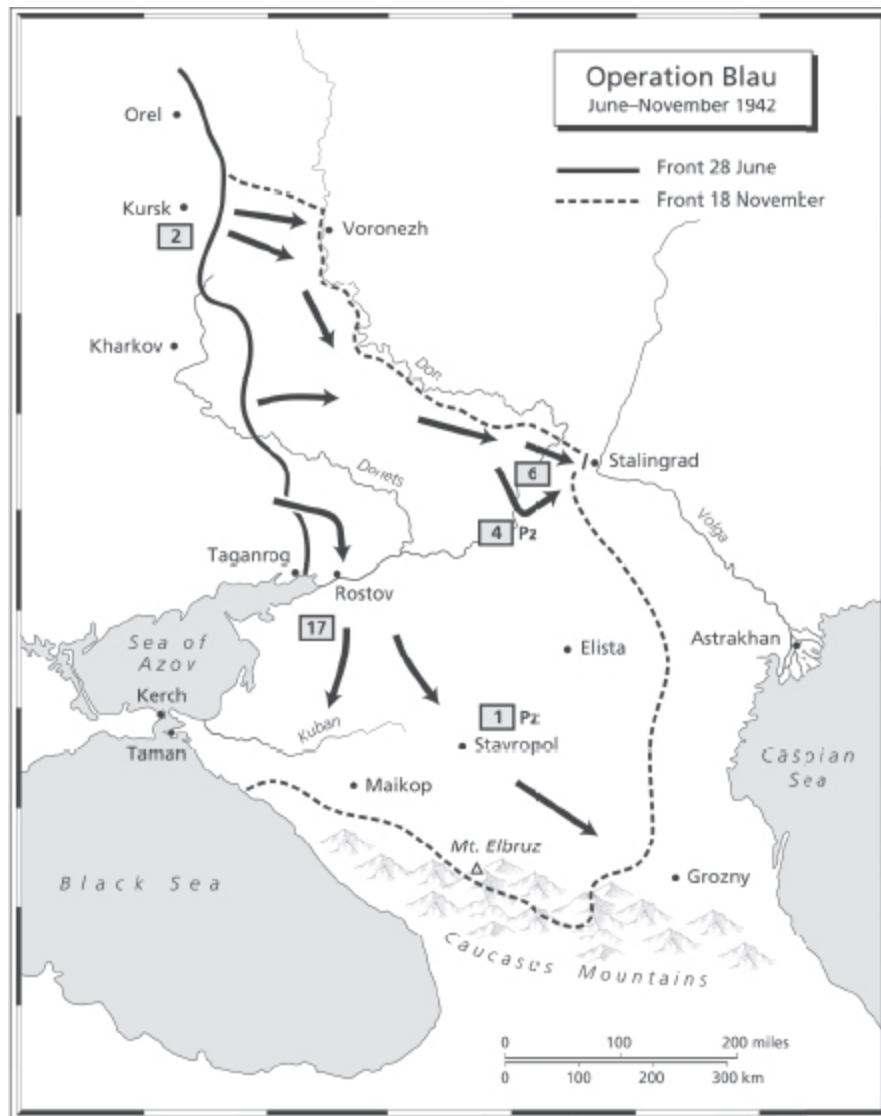 Operation Blau
June–November 1942
Front 28 June
Front 18 November
Orel
Kursk
2
Voronezh
Kharkov
Don
Donets
6
Stalingrad
4 Pz
Volga
Taganrog
Rostov
17
Sea of
Azov
Elista
Astrakhan
Kerch
Taman
Kuban
1 Pz
Stavropol
Caspian
Sea
Maikop
Mt. Elbruz
Black Sea
Grozny
Caucasus Mountains
0 100 200 miles
0 100 200 300 km